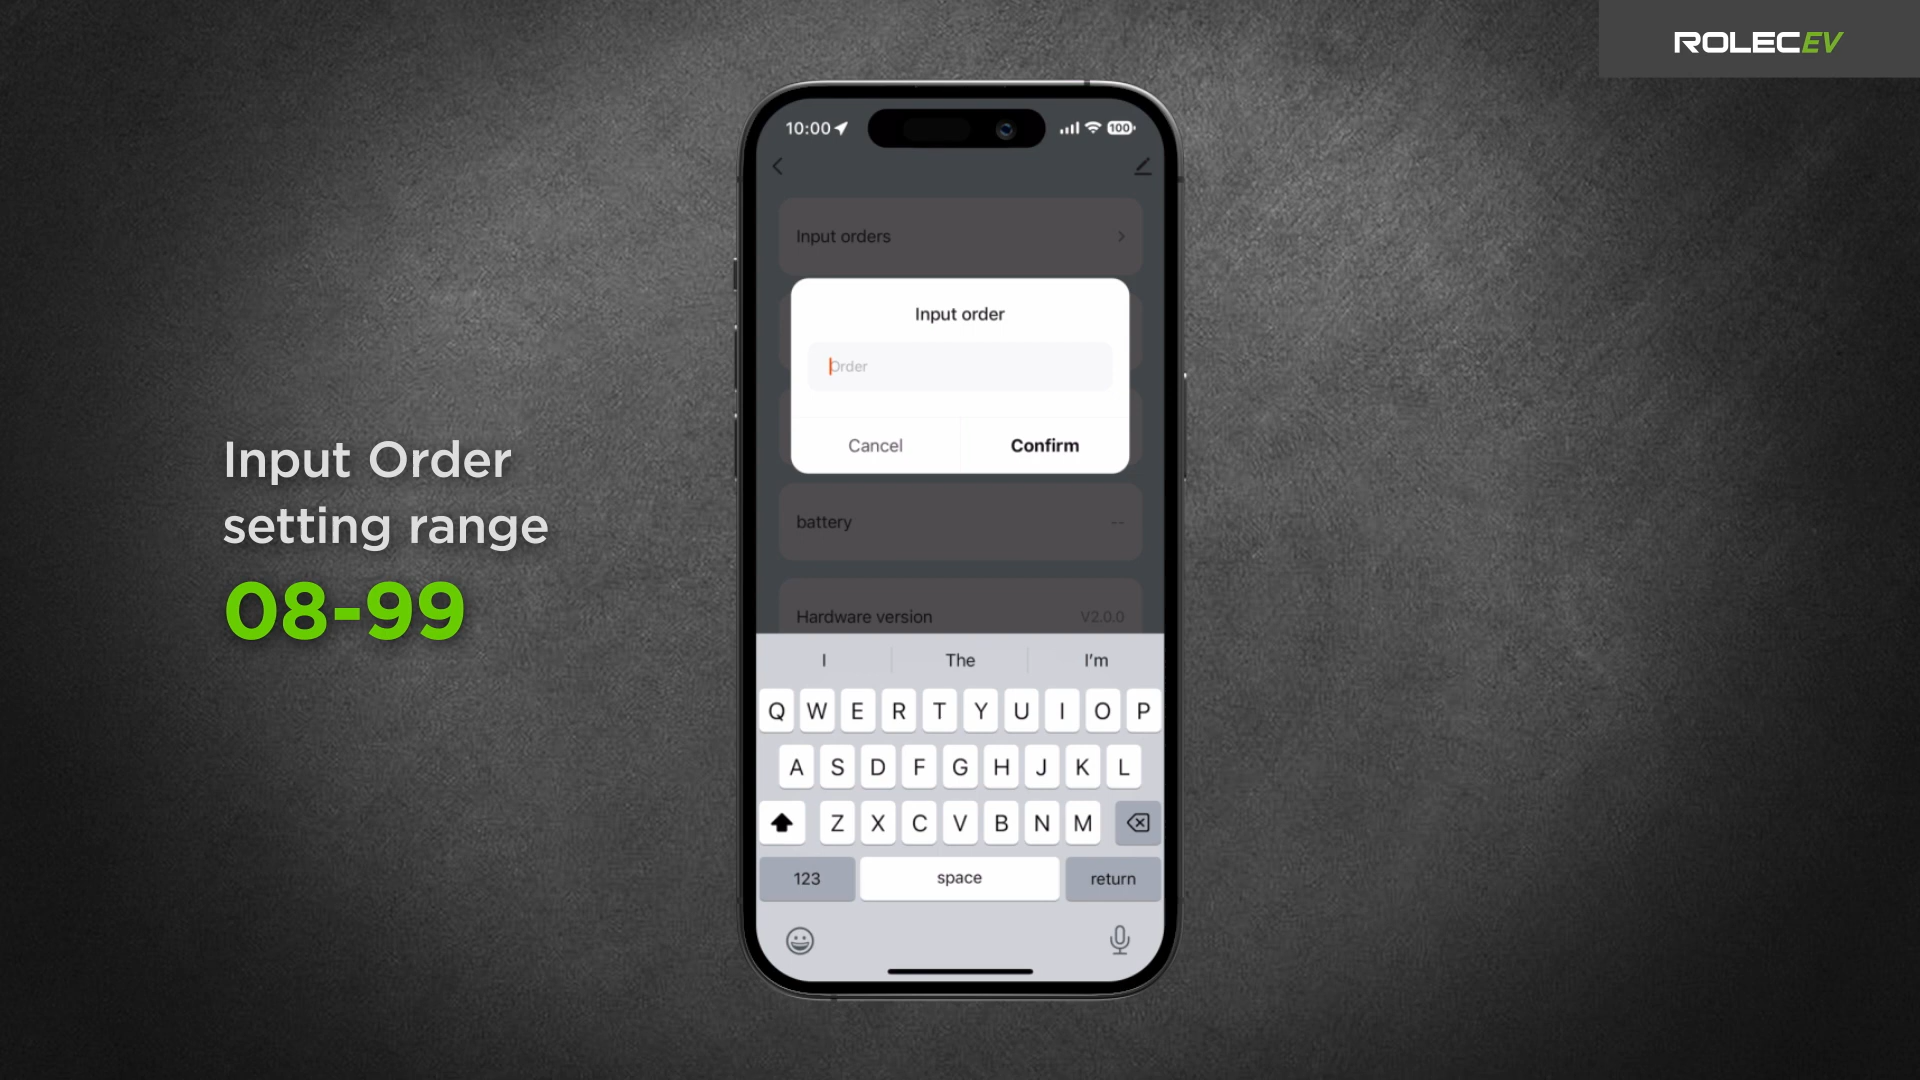 ROLECEV
10:00
100
Input orders
Input order
Order
Cancel
Confirm
Input Order
setting range
08-99
battery
--
Hardware version
V2.0.0
I
The
I'm
Q W E R T Y U I O P
A S D F G H J K L
Z X C V B N M
123
space
return